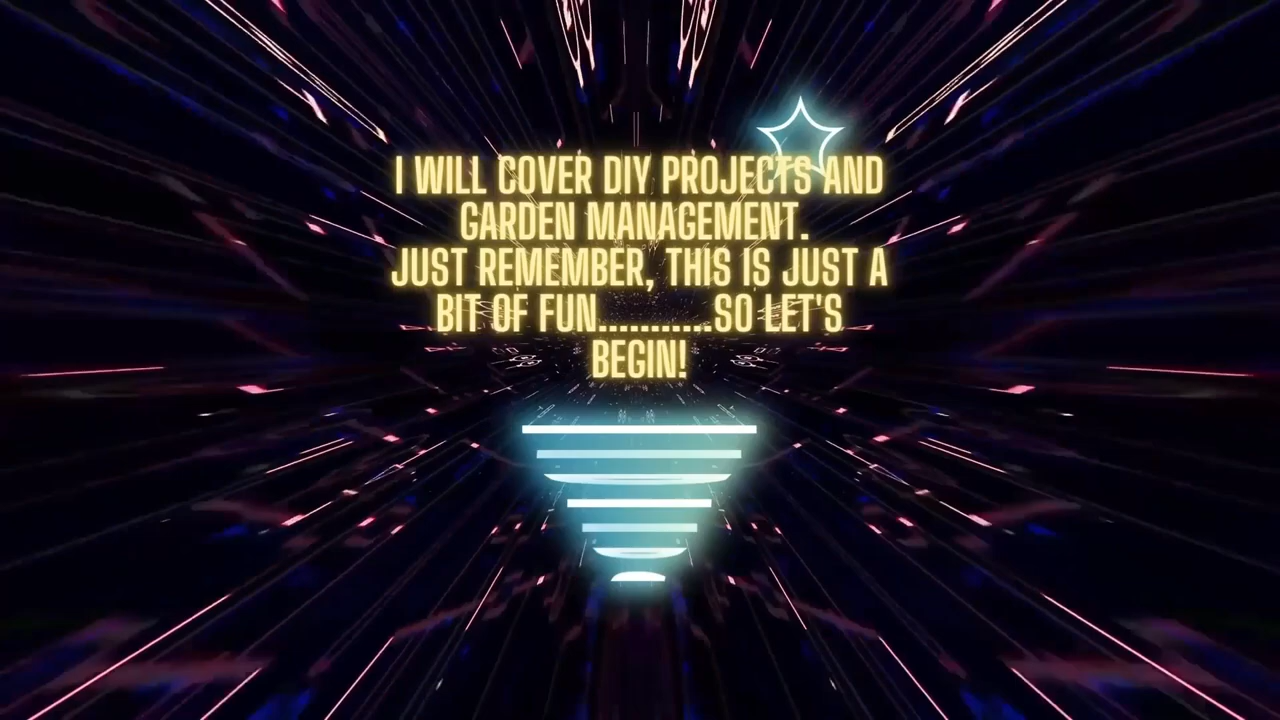 I WILL COVER DIY PROJECTS AND
GARDEN MANAGEMENT.
JUST REMEMBER, THIS IS JUST A
BIT OF FUN...........SO LET'S
BEGIN!